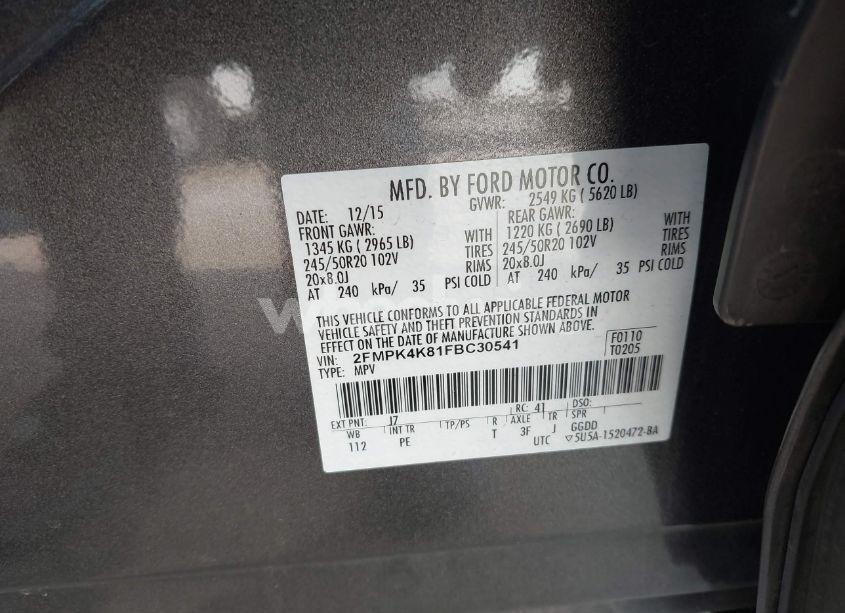 MFD. BY FORD MOTOR CO.
DATE: 12/15
GVWR: 2549 KG ( 5620 LB)
FRONT GAWR:
REAR GAWR:
1345 KG ( 2965 LB) WITH
1220 KG ( 2690 LB) WITH
245/50R20 102V TIRES
245/50R20 102V TIRES
20x8.0J RIMS
20x8.0J RIMS
AT 240 kPa/ 35 PSI COLD
AT 240 kPa/ 35 PSI COLD
THIS VEHICLE CONFORMS TO ALL APPLICABLE FEDERAL MOTOR
VEHICLE SAFETY AND THEFT PREVENTION STANDARDS IN
EFFECT ON THE DATE OF MANUFACTURE SHOWN ABOVE.
VIN: 2FMPK4K81FBC30541
F0110
TYPE: MPV
T0205
EXT PNT: J7 RC: 41 DSO:
WB INT TR TP/PS R AXLE TR SPR
112 PE T 3F J GGDD
UTC ▽5U5A-1520472-BA